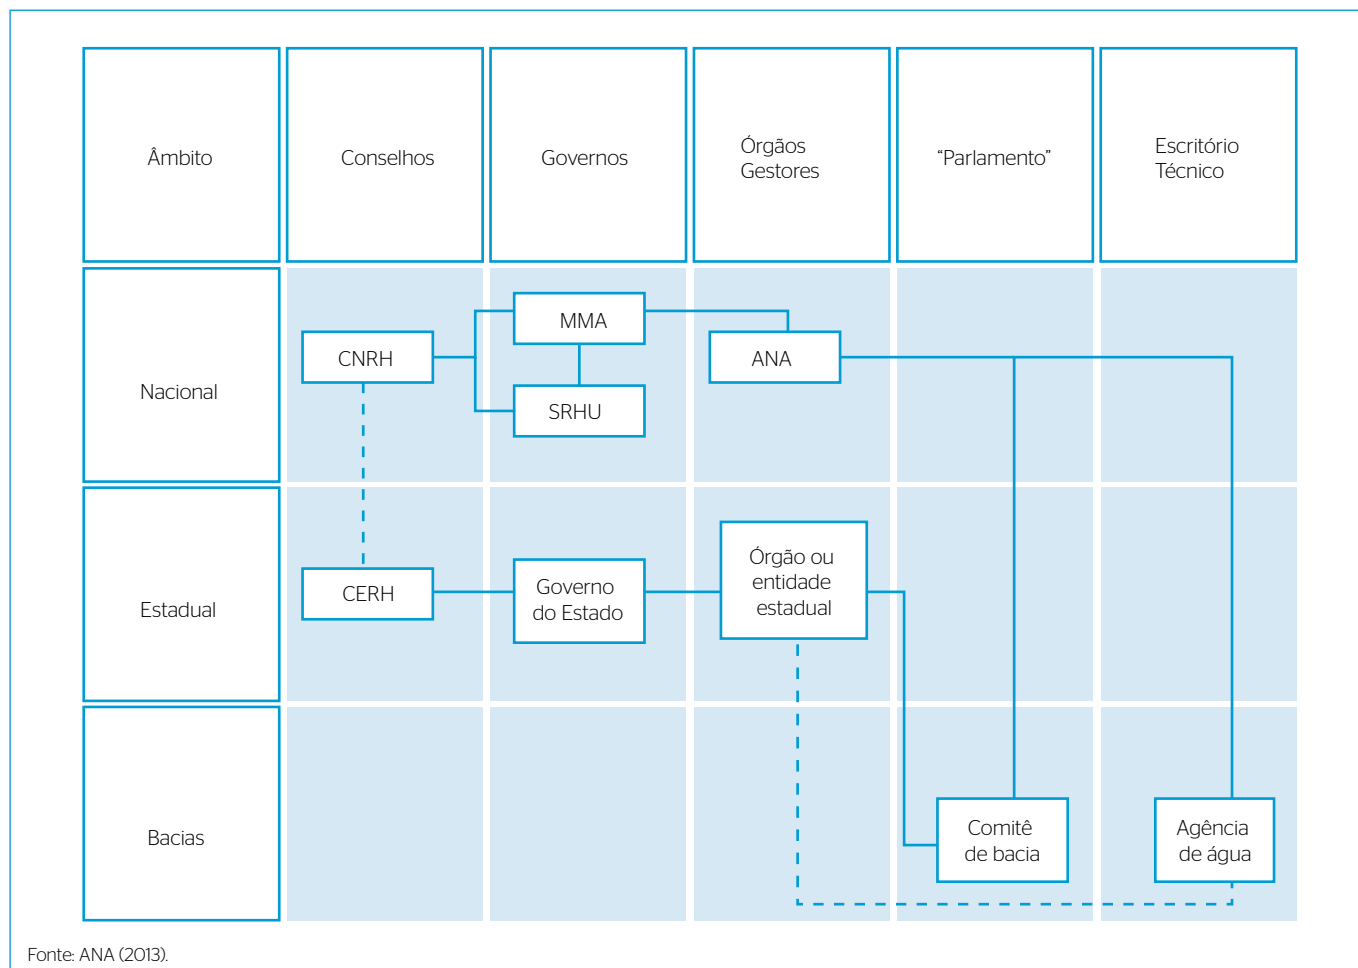 Âmbito
Conselhos
Governos
Órgãos
Gestores
“Parlamento”
Escritório
Técnico
Nacional
CNRH
MMA
SRHU
ANA
Estadual
CERH
Governo
do Estado
Órgão ou
entidade
estadual
Bacias
Comitê
de bacia
Agência
de água
Fonte: ANA (2013).